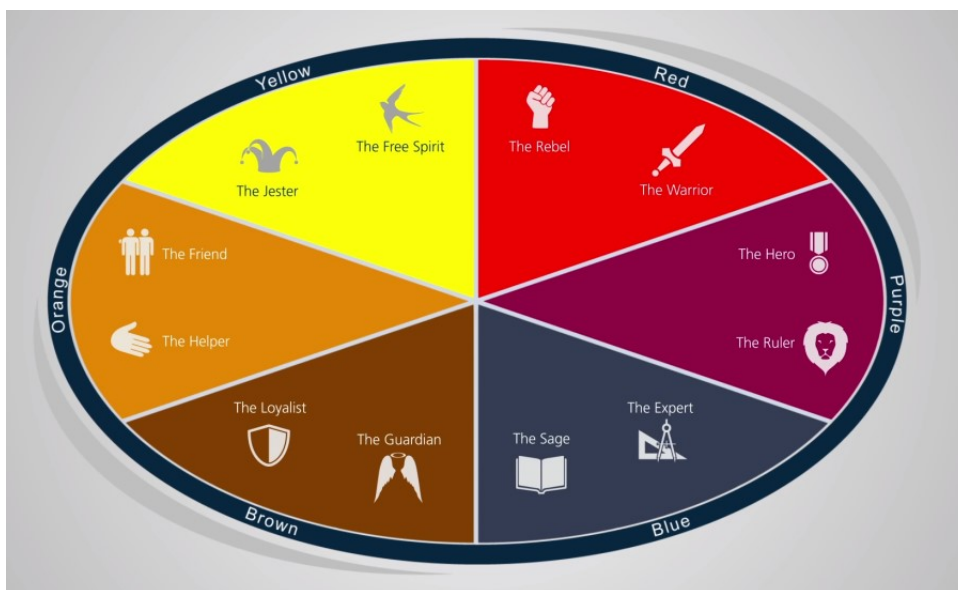 Yellow
Red
The Free Spirit
The Rebel
The Jester
The Warrior
The Friend
The Hero
Orange
Purple
The Helper
The Ruler
The Loyalist
The Expert
The Guardian
The Sage
Brown
Blue